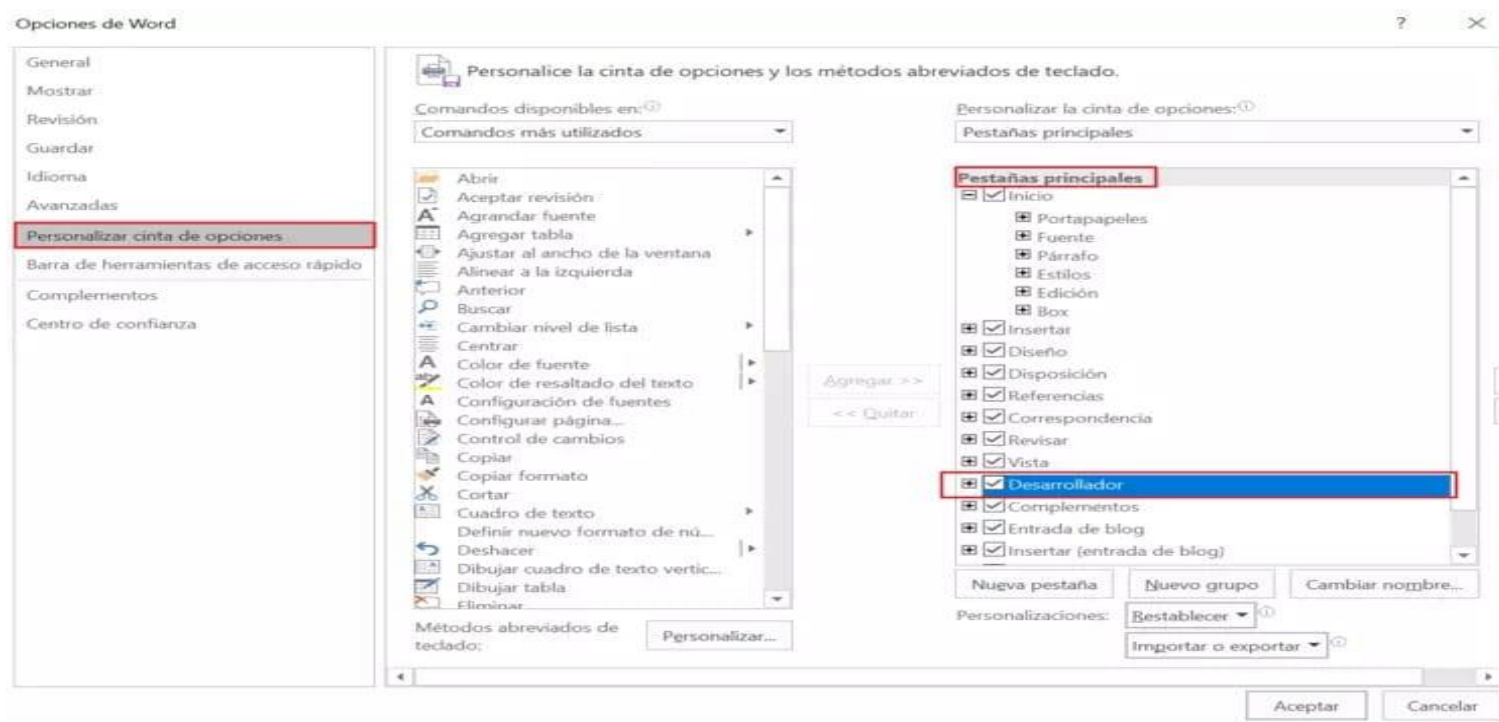 Opciones de Word
?
General
Mostrar
Revisión
Guardar
Idioma
Avanzadas
Personalizar cinta de opciones
Barra de herramientas de acceso rápido
Complementos
Centro de confianza
Personalice la cinta de opciones y los métodos abreviados de teclado.
Comandos disponibles en:
Comandos más utilizados
Abrir
Aceptar revisión
Agrandar fuente
Agregar tabla
Ajustar al ancho de la ventana
Alinear a la izquierda
Anterior
Buscar
Cambiar nivel de lista
Centrar
Color de fuente
Color de resaltado del texto
Configuración de fuentes
Configurar página...
Control de cambios
Copiar
Copiar formato
Cortar
Cuadro de texto
Definir nuevo formato de nú...
Deshacer
Dibujar cuadro de texto vertic...
Dibujar tabla
Eliminar
Métodos abreviados de
teclado:
Personalizar...
Agregar >>
<< Quitar
Personalizar la cinta de opciones:
Pestañas principales
Pestañas principales
Inicio
Portapapeles
Fuente
Párrafo
Estilos
Edición
Box
Insertar
Diseño
Disposición
Referencias
Correspondencia
Revisar
Vista
Desarrollador
Complementos
Entrada de blog
Insertar (entrada de blog)
Nueva pestaña
Nuevo grupo
Cambiar nombre...
Personalizaciones:
Restablecer
Importar o exportar
Aceptar
Cancelar